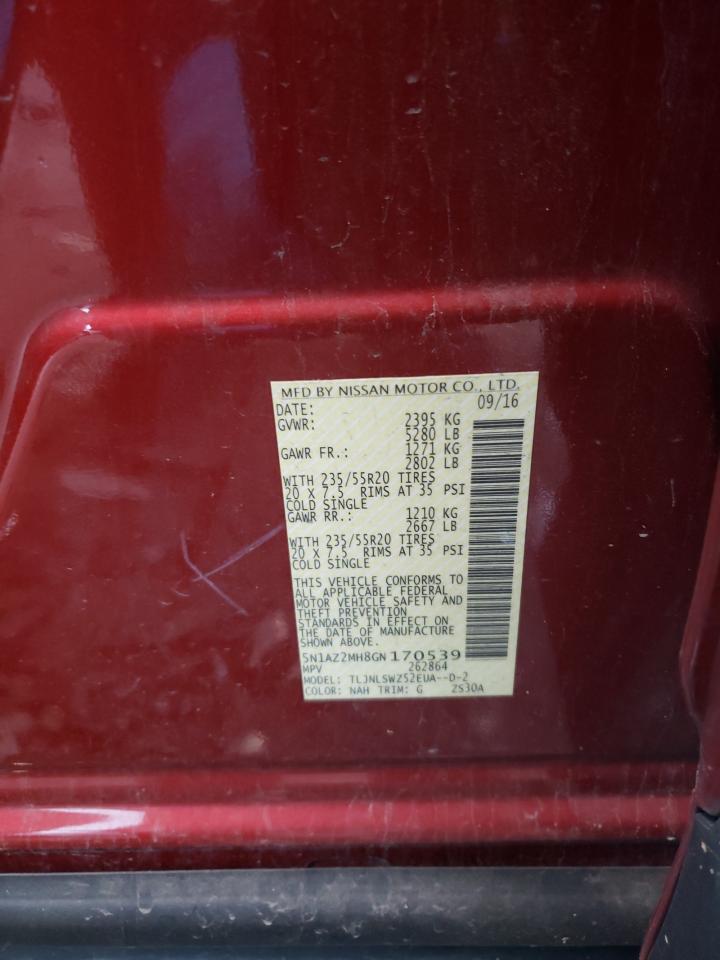 MFD BY NISSAN MOTOR CO., LTD.
DATE: 09/16
GVWR: 2395 KG
5280 LB
GAWR FR.: 1271 KG
2802 LB
WITH 235/55R20 TIRES
20 X 7.5 RIMS AT 35 PSI
COLD SINGLE
GAWR RR.: 1210 KG
2667 LB
WITH 235/55R20 TIRES
20 X 7.5 RIMS AT 35 PSI
COLD SINGLE
THIS VEHICLE CONFORMS TO
ALL APPLICABLE FEDERAL
MOTOR VEHICLE SAFETY AND
THEFT PREVENTION
STANDARDS IN EFFECT ON
THE DATE OF MANUFACTURE
SHOWN ABOVE.
5N1AZ2MH8GN170539
MPV 262864
MODEL: TLJNLSWZ52EUA--D-2
COLOR: NAH TRIM: G ZS30A